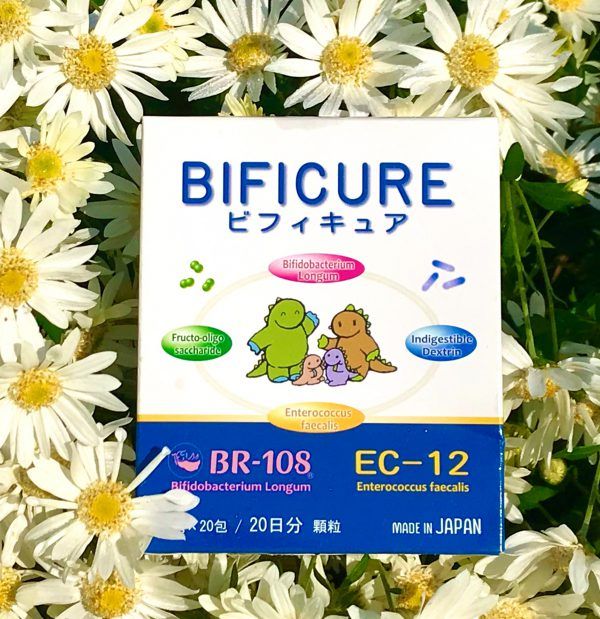 BIFICURE
ビフィキュア
Bifidobacterium
Longum
Fructo-oligo
saccharide
Indigestible
Dextrin
Enterococcus
faecalis
BR-108®
Bifidobacterium Longum
EC-12
Enterococcus faecalis
×20包 / 20日分 顆粒
MADE IN JAPAN